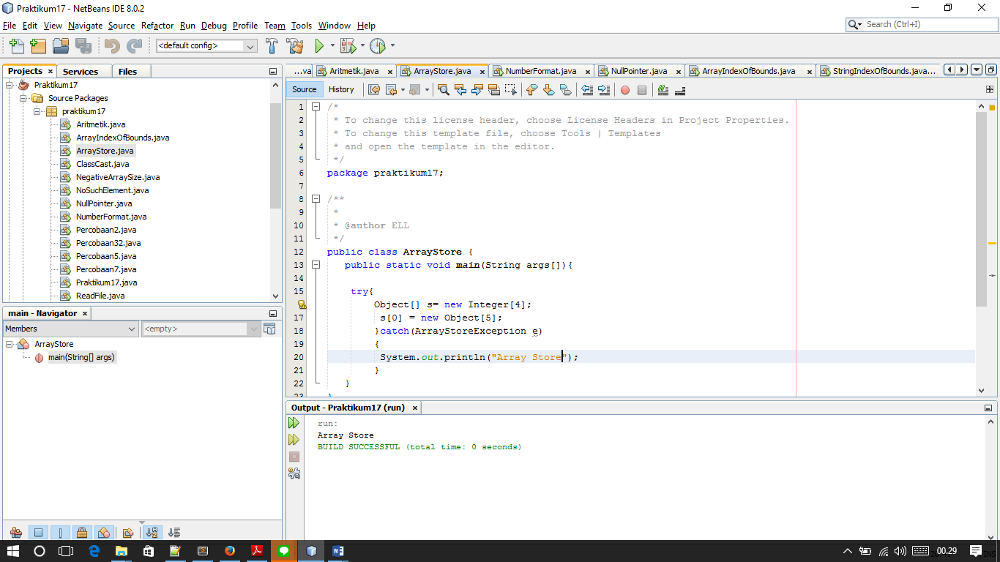 Praktikum17 - NetBeans IDE 8.0.2
File Edit View Navigate Source Refactor Run Debug Profile Team Tools Window Help
Search (Ctrl+I)
<default config>
Projects Services Files
Praktikum17
Source Packages
praktikum17
Aritmetik.java
ArrayIndexOfBounds.java
ArrayStore.java
ClassCast.java
NegativeArraySize.java
NoSuchElement.java
NullPointer.java
NumberFormat.java
Percobaan2.java
Percobaan32.java
Percobaan5.java
Percobaan7.java
Praktikum17.java
ReadFile.java
main - Navigator
Members <empty>
ArrayStore
main(String[] args)
...va Aritmetik.java ArrayStore.java NumberFormat.java NullPointer.java ArrayIndexOfBounds.java StringIndexOfBounds.java...
Source History
1 /*
2 * To change this license header, choose License Headers in Project Properties.
3 * To change this template file, choose Tools | Templates
4 * and open the template in the editor.
5 */
6 package praktikum17;
7
8 /**
9 *
10 * @author ELL
11 */
12 public class ArrayStore {
13 public static void main(String args[]){
14
15 try{
Object[] s= new Integer[4];
17 s[0] = new Object[5];
18 }catch(ArrayStoreException e)
19 {
20 System.out.println("Array Store");
21 }
22 }
23 }
Output - Praktikum17 (run)
run:
Array Store
BUILD SUCCESSFUL (total time: 0 seconds)
00.29
INS